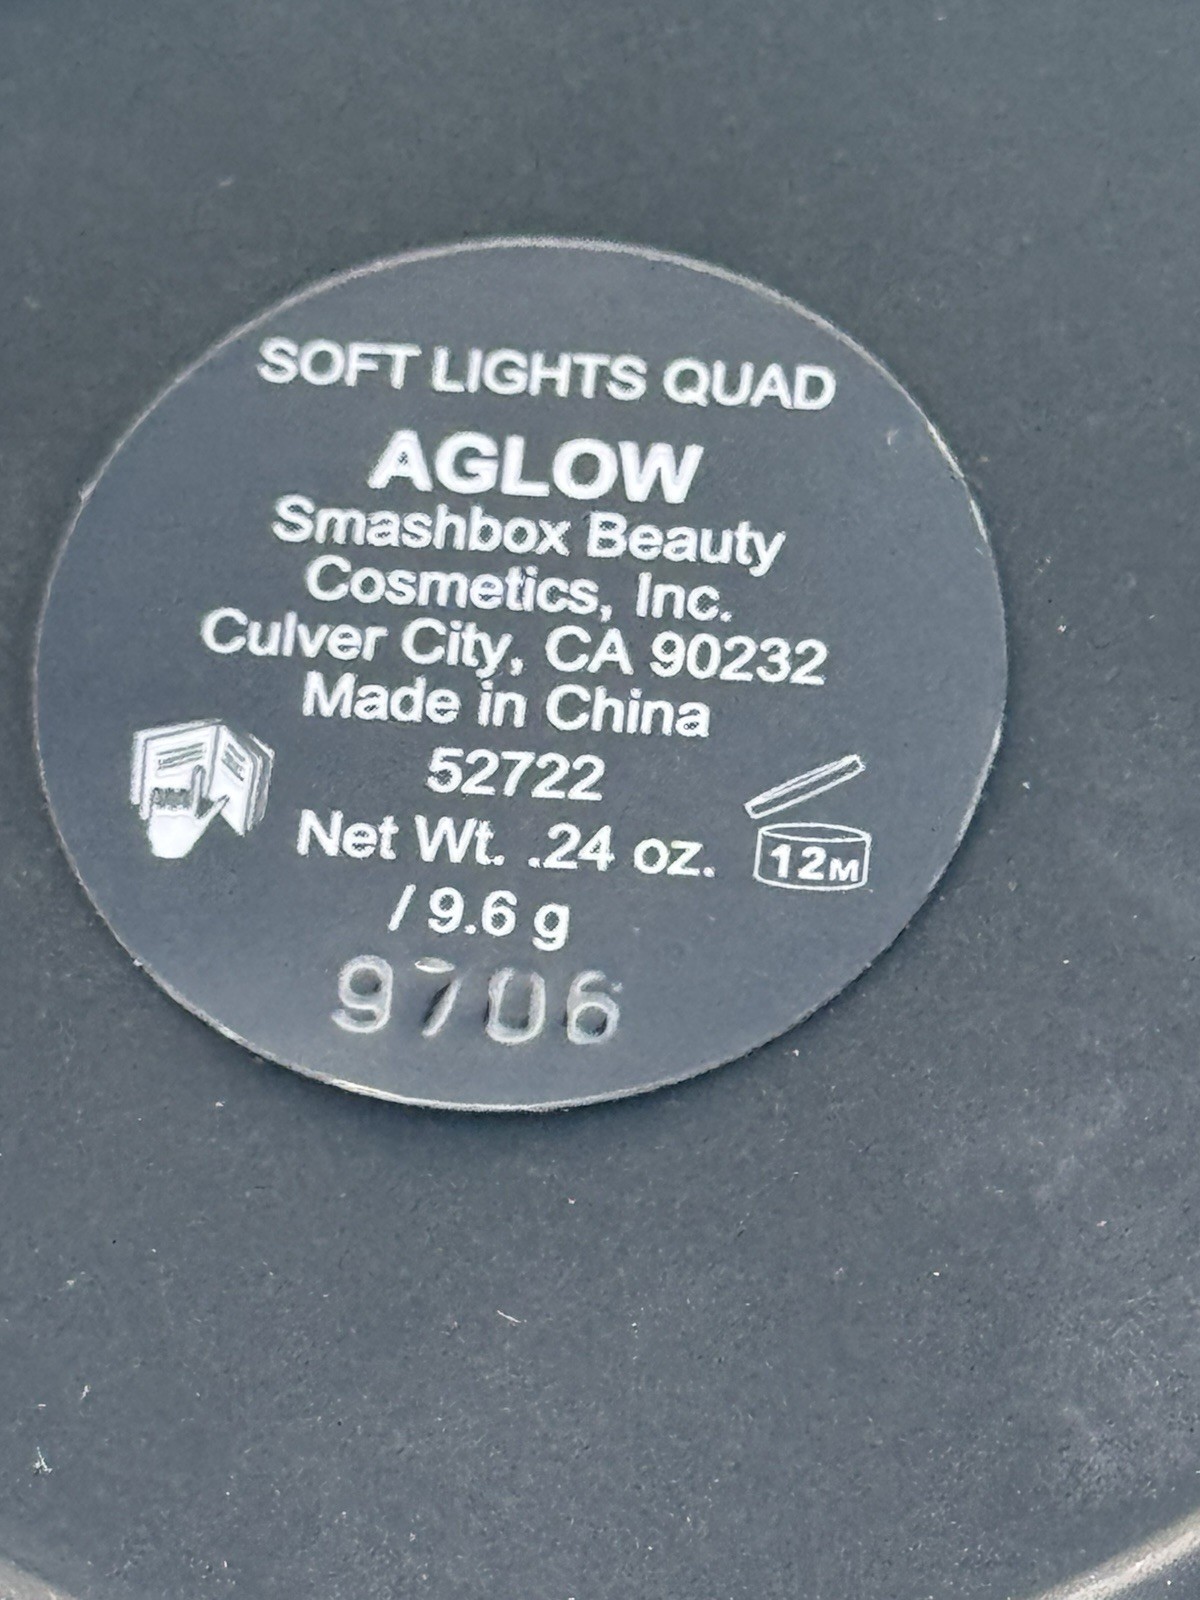 SOFT LIGHTS QUAD
AGLOW
Smashbox Beauty
Cosmetics, Inc.
Culver City, CA 90232
Made in China
52722
Net Wt. .24 oz.
/ 9.6 g
12M
9706